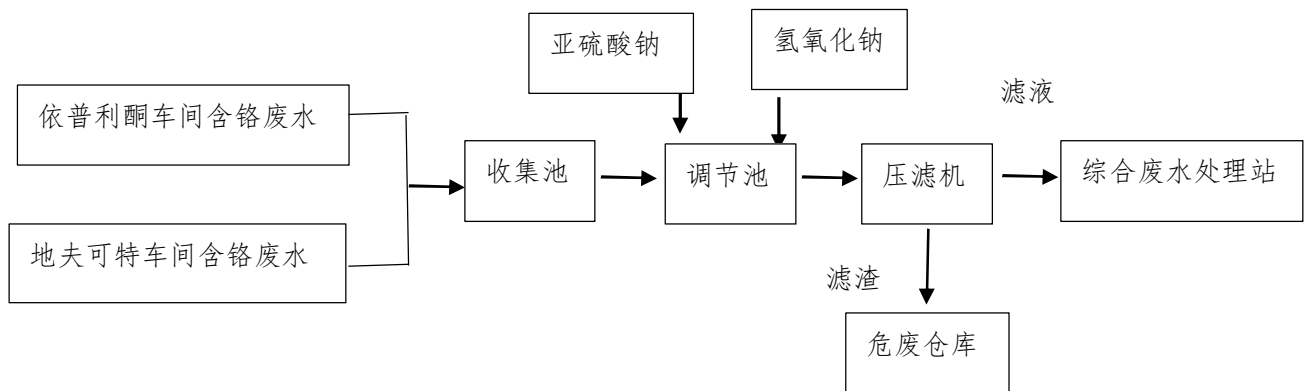 亚硫酸钠
氢氧化钠
滤液
依普利酮车间含铬废水
收集池
调节池
压滤机
综合废水处理站
地夫可特车间含铬废水
滤渣
危废仓库